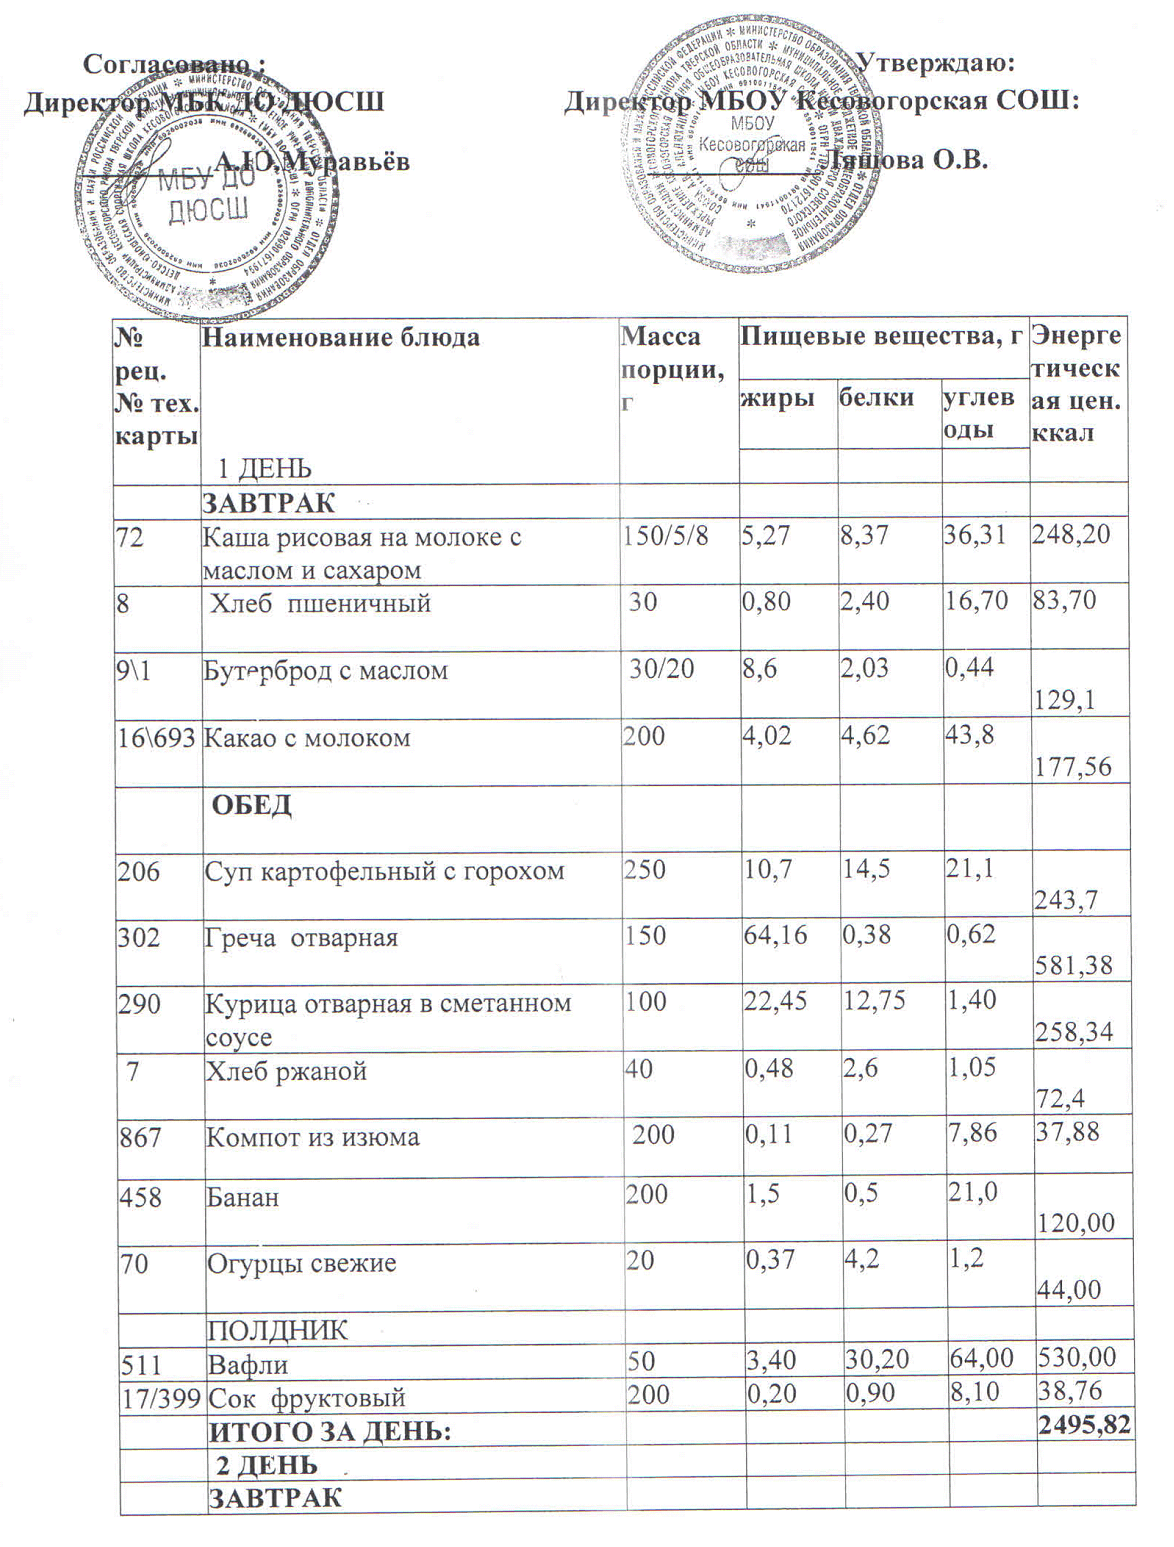 Согласовано :
Утверждаю:
Директор МБУ ДО ДЮСШ
Директор МБОУ Кесовогорская СОШ:
А.Ю.Муравьёв
Ляшова О.В.
МБУ ДО
ДЮСШ
МБОУ
Кесовогорская
СОШ
№ рец. № тех. карты | Наименование блюда | Масса порции, г | Пищевые вещества, г | Энерге тическ ая цен. ккал
жиры | белки | углев оды
1 ДЕНЬ
ЗАВТРАК
72 Каша рисовая на молоке с 150/5/8 5,27 8,37 36,31 248,20
маслом и сахаром
8 Хлеб пшеничный 30 0,80 2,40 16,70 83,70
9\1 Бутерброд с маслом 30/20 8,6 2,03 0,44 129,1
16\693 Какао с молоком 200 4,02 4,62 43,8 177,56
ОБЕД
206 Суп картофельный с горохом 250 10,7 14,5 21,1 243,7
302 Греча отварная 150 64,16 0,38 0,62 581,38
290 Курица отварная в сметанном 100 22,45 12,75 1,40 258,34
соусе
7 Хлеб ржаной 40 0,48 2,6 1,05 72,4
867 Компот из изюма 200 0,11 0,27 7,86 37,88
458 Банан 200 1,5 0,5 21,0 120,00
70 Огурцы свежие 20 0,37 4,2 1,2 44,00
ПОЛДНИК
511 Вафли 50 3,40 30,20 64,00 530,00
17/399 Сок фруктовый 200 0,20 0,90 8,10 38,76
ИТОГО ЗА ДЕНЬ: 2495,82
2 ДЕНЬ
ЗАВТРАК